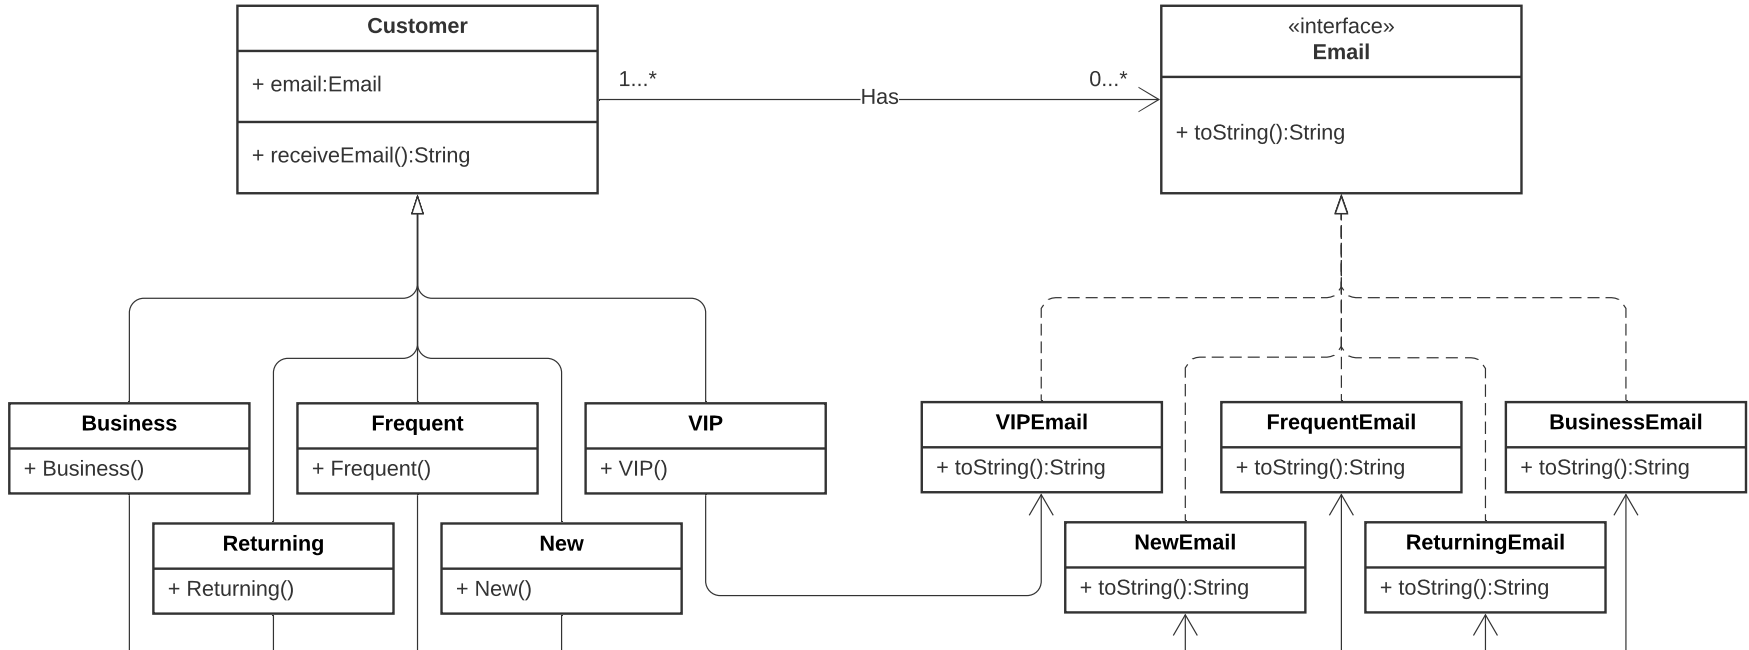 Customer
+ email:Email
+ receiveEmail():String
1...*
Has
0...*
«interface»
Email
+ toString():String
Business
+ Business()
Frequent
+ Frequent()
VIP
+ VIP()
Returning
+ Returning()
New
+ New()
VIPEmail
+ toString():String
FrequentEmail
+ toString():String
BusinessEmail
+ toString():String
NewEmail
+ toString():String
ReturningEmail
+ toString():String